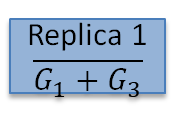 Replica 1
G₁ + G₃